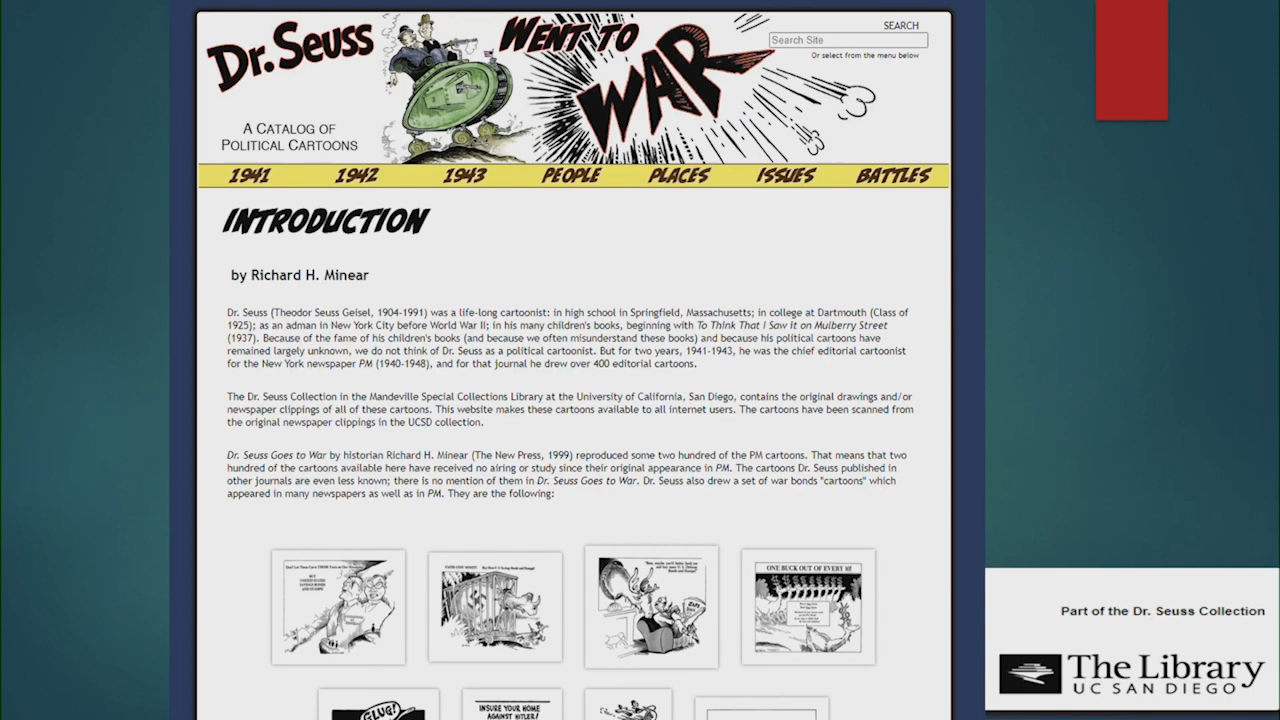 Dr. Seuss
WENT TO
WAR
A CATALOG OF
POLITICAL CARTOONS
SEARCH
Search Site
Or select from the menu below
1941 1942 1943 PEOPLE PLACES ISSUES BATTLES
INTRODUCTION
by Richard H. Minear
Dr. Seuss (Theodor Seuss Geisel, 1904-1991) was a life-long cartoonist: in high school in Springfield, Massachusetts; in college at Dartmouth (Class of
1925); as an adman in New York City before World War II; in his many children's books, beginning with To Think That I Saw It on Mulberry Street
(1937). Because of the fame of his children's books (and because we often misunderstand these books) and because his political cartoons have
remained largely unknown, we do not think of Dr. Seuss as a political cartoonist. But for two years, 1941-1943, he was the chief editorial cartoonist
for the New York newspaper PM (1940-1948), and for that journal he drew over 400 editorial cartoons.
The Dr. Seuss Collection in the Mandeville Special Collections Library at the University of California, San Diego, contains the original drawings and/or
newspaper clippings of all of these cartoons. This website makes these cartoons available to all internet users. The cartoons have been scanned from
the original newspaper clippings in the UCSD collection.
Dr. Seuss Goes to War by historian Richard H. Minear (The New Press, 1999) reproduced some two hundred of the PM cartoons. That means that two
hundred of the cartoons available here have received no airing or study since their original appearance in PM. The cartoons Dr. Seuss published in
other journals are even less known; there is no mention of them in Dr. Seuss Goes to War. Dr. Seuss also drew a set of war bonds "cartoons" which
appeared in many newspapers as well as in PM. They are the following:
ONE BUCK OUT OF EVERY 10!
GLUG!
INSURE YOUR HOME
AGAINST HITLER!
Part of the Dr. Seuss Collection
The Library
UC SAN DIEGO